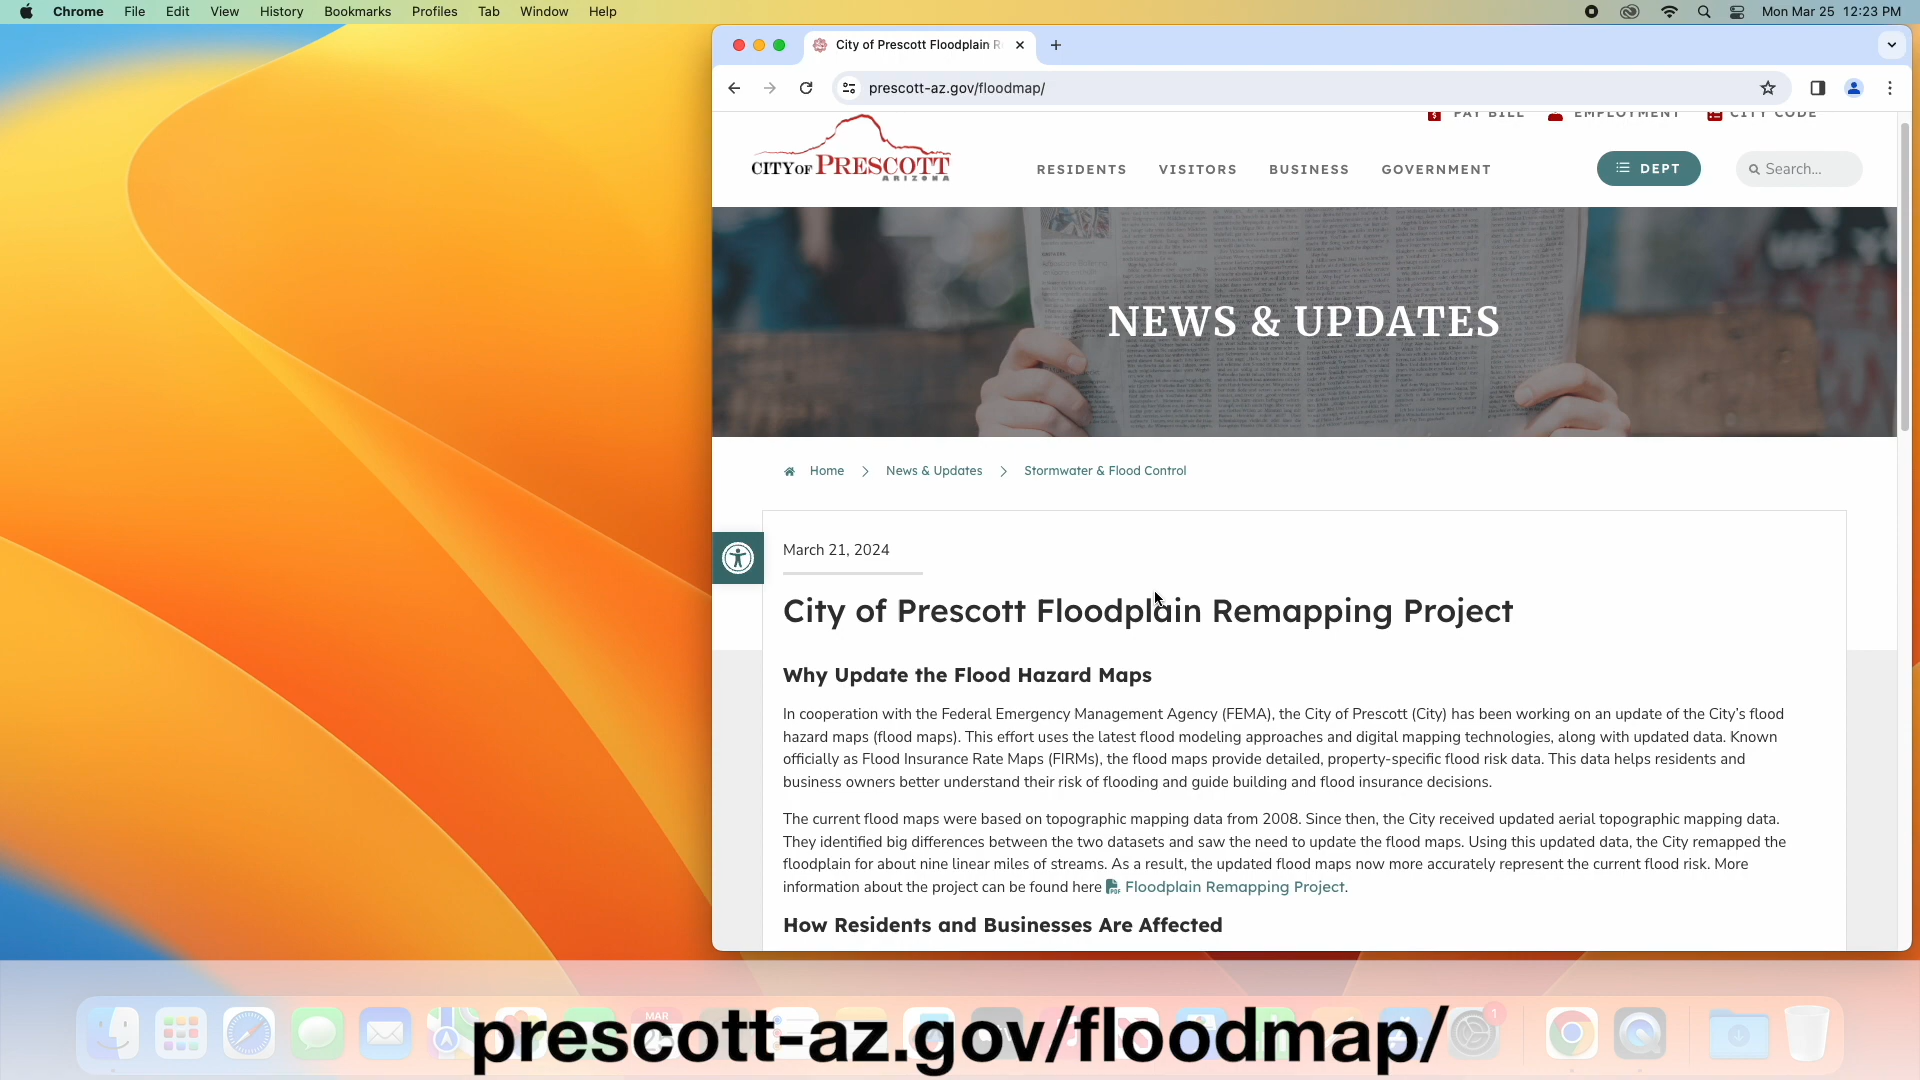 Chrome File Edit View History Bookmarks Profiles Tab Window Help Mon Mar 25 12:23 PM
City of Prescott Floodplain R
prescott-az.gov/floodmap/
PAY BILL EMPLOYMENT CITY CODE
CITY OF PRESCOTT
ARIZONA
RESIDENTS VISITORS BUSINESS GOVERNMENT DEPT Search...
NEWS & UPDATES
Home News & Updates Stormwater & Flood Control
March 21, 2024
City of Prescott Floodplain Remapping Project
Why Update the Flood Hazard Maps
In cooperation with the Federal Emergency Management Agency (FEMA), the City of Prescott (City) has been working on an update of the City's flood
hazard maps (flood maps). This effort uses the latest flood modeling approaches and digital mapping technologies, along with updated data. Known
officially as Flood Insurance Rate Maps (FIRMs), the flood maps provide detailed, property-specific flood risk data. This data helps residents and
business owners better understand their risk of flooding and guide building and flood insurance decisions.
The current flood maps were based on topographic mapping data from 2008. Since then, the City received updated aerial topographic mapping data.
They identified big differences between the two datasets and saw the need to update the flood maps. Using this updated data, the City remapped the
floodplain for about nine linear miles of streams. As a result, the updated flood maps now more accurately represent the current flood risk. More
information about the project can be found here Floodplain Remapping Project.
How Residents and Businesses Are Affected
MAR
1
prescott-az.gov/floodmap/